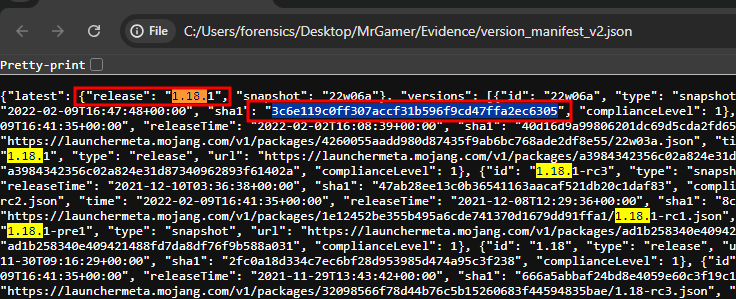 File C:/Users/forensics/Desktop/MrGamer/Evidence/version_manifest_v2.json
Pretty-print
{"latest": {"release": "1.18.1", "snapshot": "22w06a"}, "versions": [{"id": "22w06a", "type": "snapshot
"2022-02-09T16:47:48+00:00", "sha1": "3c6e119c0ff307accf31b596f9cd47ffa2ec6305", "complianceLevel": 1},
09T16:41:35+00:00", "releaseTime": "2022-02-02T16:08:39+00:00", "sha1": "40d16d9a99806201dc69d5cda2fd65
"https://launchermeta.mojang.com/v1/packages/4260055aadd980d87435f9ab6bc768ade2df8e55/22w03a.json", "ti
"1.18.1", "type": "release", "url": "https://launchermeta.mojang.com/v1/packages/a3984342356c02a824e31d
"a3984342356c02a824e31d87340962893f61402a", "complianceLevel": 1}, {"id": "1.18.1-rc3", "type": "snapsho
"releaseTime": "2021-12-10T03:36:38+00:00", "sha1": "47ab28ee13c0b36541163aacaf521db20c1daf83", "compli
rc2.json", "time": "2022-02-09T16:41:35+00:00", "releaseTime": "2021-12-08T12:29:36+00:00", "sha1": "8c
"https://launchermeta.mojang.com/v1/packages/1e12452be355b495a6cde741370d1679dd91ffa1/1.18.1-rc1.json",
"1.18.1-pre1", "type": "snapshot", "url": "https://launchermeta.mojang.com/v1/packages/ad1b258340e40942
"ad1b258340e409421488fd7da8df76f9b588a031", "complianceLevel": 1}, {"id": "1.18", "type": "release", "u
11-30T09:16:29+00:00", "sha1": "2fc0a18d334c7ec6bf28d953985d474a95c3f238", "complianceLevel": 1}, {"id"
09T16:41:35+00:00", "releaseTime": "2021-11-29T13:43:42+00:00", "sha1": "666a5abbaf24bd8e4059e60c3f19c1
"https://launchermeta.mojang.com/v1/packages/32098566f78d44b76c5b15260683f44594835bae/1.18-rc3.json", "